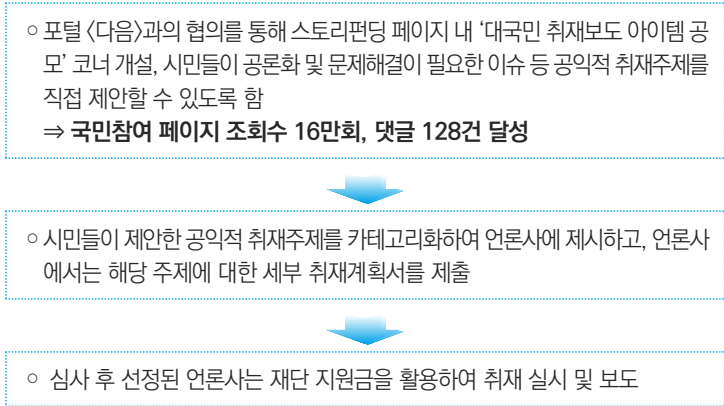 ○ 포털 〈다음〉과의 협의를 통해 스토리펀딩 페이지 내 ‘대국민 취재보도 아이템 공
모’ 코너 개설, 시민들이 공론화 및 문제해결이 필요한 이슈 등 공익적 취재주제를
직접 제안할 수 있도록 함
⇒ 국민참여 페이지 조회수 16만회, 댓글 128건 달성
○ 시민들이 제안한 공익적 취재주제를 카테고리화하여 언론사에 제시하고, 언론사
에서는 해당 주제에 대한 세부 취재계획서를 제출
○ 심사 후 선정된 언론사는 재단 지원금을 활용하여 취재 실시 및 보도